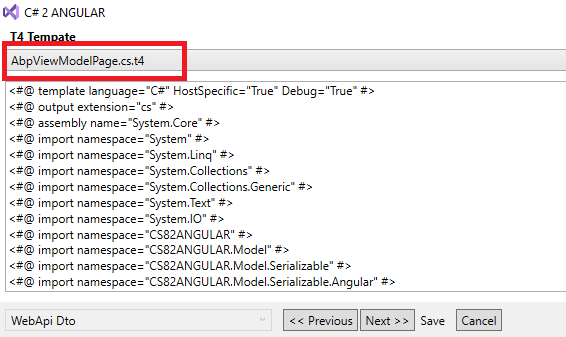 C# 2 ANGULAR
T4 Tempate
AbpViewModelPage.cs.t4
<#@ template language="C#" HostSpecific="True" Debug="True" #>
<#@ output extension="cs" #>
<#@ assembly name="System.Core" #>
<#@ import namespace="System" #>
<#@ import namespace="System.Linq" #>
<#@ import namespace="System.Collections" #>
<#@ import namespace="System.Collections.Generic" #>
<#@ import namespace="System.Text" #>
<#@ import namespace="System.IO" #>
<#@ import namespace="CS82ANGULAR" #>
<#@ import namespace="CS82ANGULAR.Model" #>
<#@ import namespace="CS82ANGULAR.Model.Serializable" #>
<#@ import namespace="CS82ANGULAR.Model.Serializable.Angular" #>
WebApi Dto << Previous Next >> Save Cancel